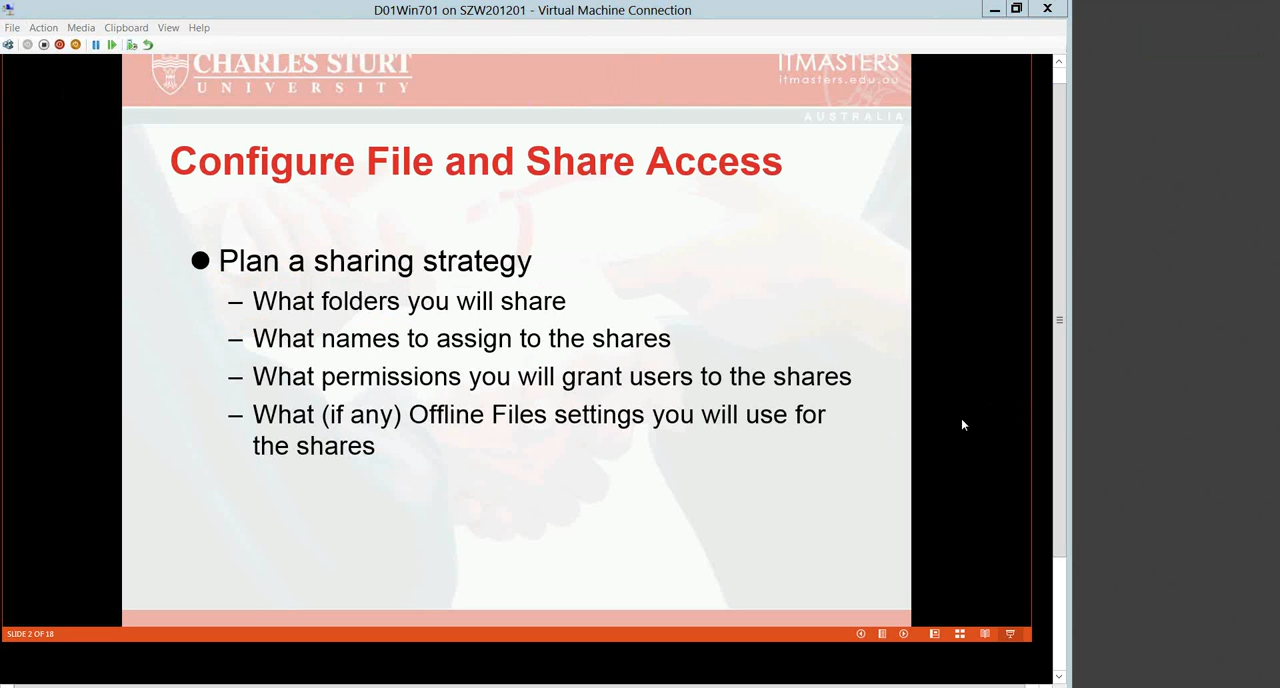 D01Win701 on SZW201201 - Virtual Machine Connection
File Action Media Clipboard View Help
CHARLES STURT
UNIVERSITY
ITMASTERS
itmasters.edu.au
AUSTRALIA
Configure File and Share Access
Plan a sharing strategy
– What folders you will share
– What names to assign to the shares
– What permissions you will grant users to the shares
– What (if any) Offline Files settings you will use for
the shares
SLIDE 2 OF 18